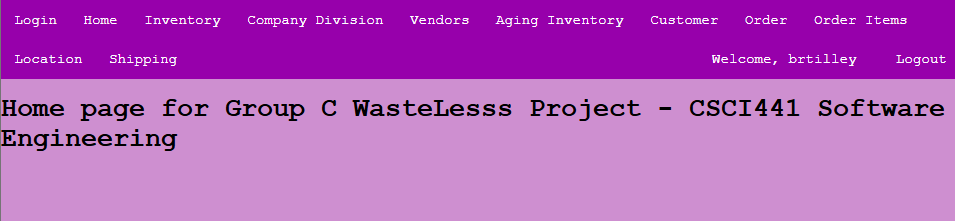 Login Home Inventory Company Division Vendors Aging Inventory Customer Order Order Items
Location Shipping Welcome, brtilley Logout
Home page for Group C WasteLesss Project - CSCI441 Software
Engineering